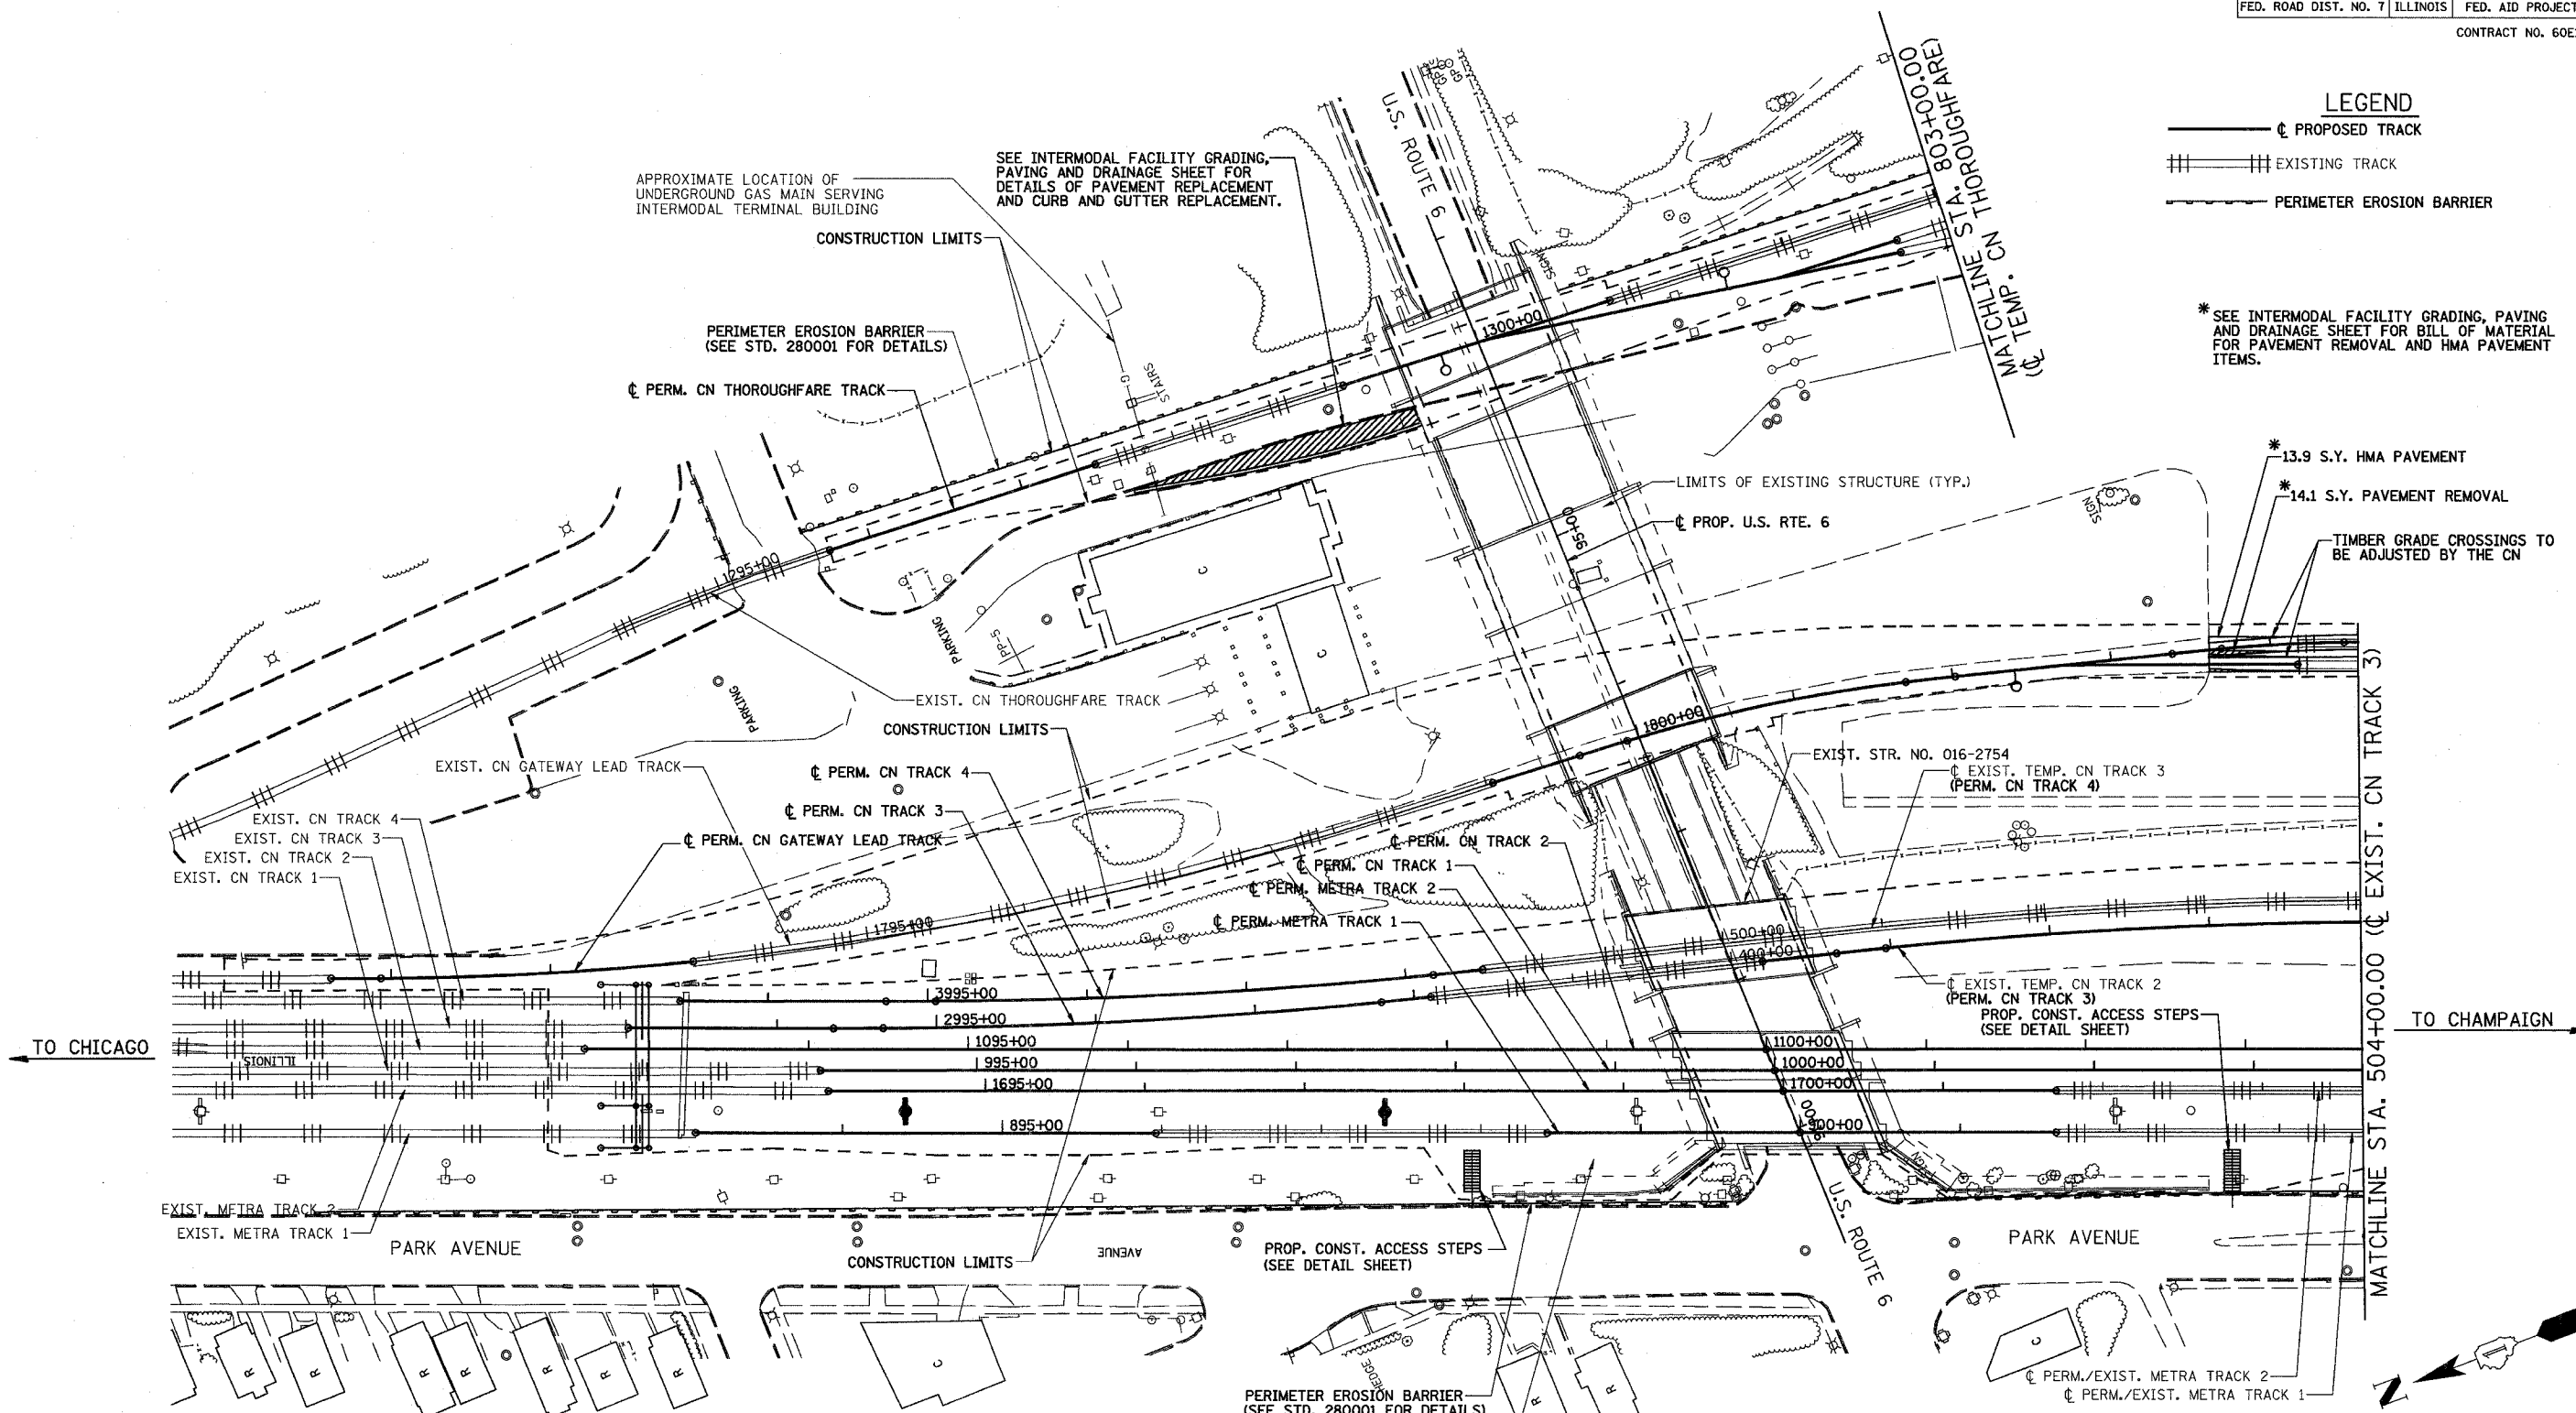 FED. ROAD DIST. NO. 7 ILLINOIS FED. AID PROJECT
CONTRACT NO. 60E
LEGEND
℄ PROPOSED TRACK
EXISTING TRACK
PERIMETER EROSION BARRIER
* SEE INTERMODAL FACILITY GRADING, PAVING
AND DRAINAGE SHEET FOR BILL OF MATERIAL
FOR PAVEMENT REMOVAL AND HMA PAVEMENT
ITEMS.
U.S. ROUTE 6
MATCHLINE STA. 803+00.00
(℄ TEMP. CN THOROUGHFARE)
SEE INTERMODAL FACILITY GRADING,
PAVING AND DRAINAGE SHEET FOR
DETAILS OF PAVEMENT REPLACEMENT
AND CURB AND GUTTER REPLACEMENT.
APPROXIMATE LOCATION OF
UNDERGROUND GAS MAIN SERVING
INTERMODAL TERMINAL BUILDING
CONSTRUCTION LIMITS
SIGN
1300+00
PERIMETER EROSION BARRIER
(SEE STD. 280001 FOR DETAILS)
G
STAIRS
℄ PERM. CN THOROUGHFARE TRACK
* 13.9 S.Y. HMA PAVEMENT
* 14.1 S.Y. PAVEMENT REMOVAL
TIMBER GRADE CROSSINGS TO
BE ADJUSTED BY THE CN
LIMITS OF EXISTING STRUCTURE (TYP.)
℄ PROP. U.S. RTE. 6
95+00
SIGN
1295+00
PARKING
PP-5
C
C
PARKING
EXIST. CN THOROUGHFARE TRACK
CONSTRUCTION LIMITS
1800+00
EXIST. CN GATEWAY LEAD TRACK
℄ PERM. CN TRACK 4
℄ PERM. CN TRACK 3
℄ PERM. CN GATEWAY LEAD TRACK
EXIST. STR. NO. 016-2754
℄ EXIST. TEMP. CN TRACK 3
(PERM. CN TRACK 4)
EXIST. CN TRACK 4
EXIST. CN TRACK 3
EXIST. CN TRACK 2
EXIST. CN TRACK 1
℄ PERM. CN TRACK 2
℄ PERM. CN TRACK 1
℄ PERM. METRA TRACK 2
℄ PERM. METRA TRACK 1
1795+00
500+00
400+00
3995+00
2995+00
℄ EXIST. TEMP. CN TRACK 2
(PERM. CN TRACK 3)
PROP. CONST. ACCESS STEPS
(SEE DETAIL SHEET)
TO CHICAGO
TO CHAMPAIGN
MATCHLINE STA. 504+00.00 (℄ EXIST. CN TRACK 3)
ILLINOIS
1095+00
1100+00
995+00
1000+00
1695+00
1700+00
895+00
900+00
SIGN
EXIST. METRA TRACK 2
EXIST. METRA TRACK 1
PARK AVENUE
CONSTRUCTION LIMITS
AVENUE
PROP. CONST. ACCESS STEPS
(SEE DETAIL SHEET)
U.S. ROUTE 6
PARK AVENUE
R
R
R
R
R
R
R
C
HEDGE
R
R
C
PERIMETER EROSION BARRIER
(SEE STD. 280001 FOR DETAILS)
℄ PERM./EXIST. METRA TRACK 2
℄ PERM./EXIST. METRA TRACK 1
N